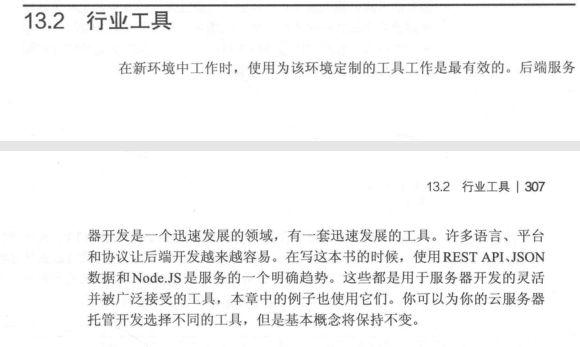 13.2 行业工具
在新环境中工作时，使用为该环境定制的工具工作是最有效的。后端服务
13.2 行业工具 | 307
器开发是一个迅速发展的领域，有一套迅速发展的工具。许多语言、平台
和协议让后端开发越来越容易。在写这本书的时候，使用REST API、JSON
数据和Node.JS是服务的一个明确趋势。这些都是用于服务器开发的灵活
并被广泛接受的工具，本章中的例子也使用它们。你可以为你的云服务器
托管开发选择不同的工具，但是基本概念将保持不变。